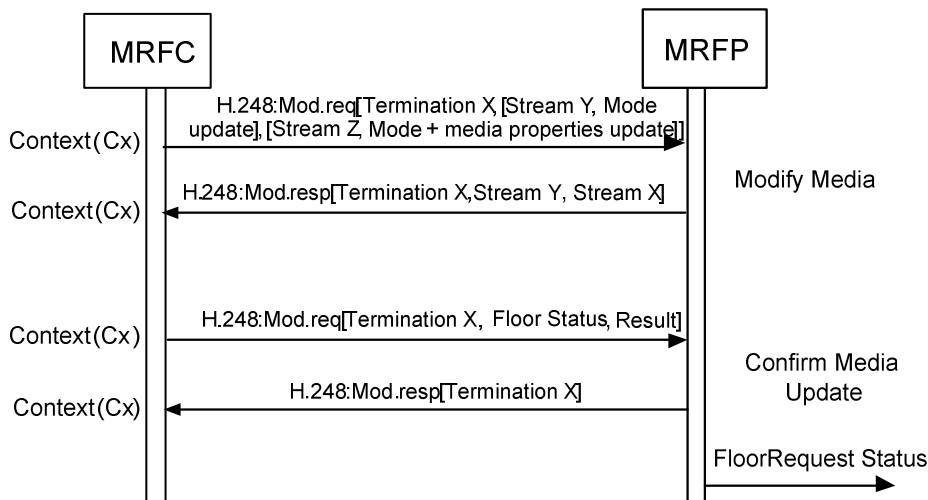 MRFC
MRFP
H.248:Mod.req[Termination X, [Stream Y, Mode
update], [Stream Z, Mode + media properties update]]
Context(Cx)
Modify Media
H.248:Mod.resp[Termination X,Stream Y, Stream X]
Context(Cx)
H.248:Mod.req[Termination X, Floor Status, Result]
Context(Cx)
Confirm Media
Update
H.248:Mod.resp[Termination X]
Context(Cx)
FloorRequest Status